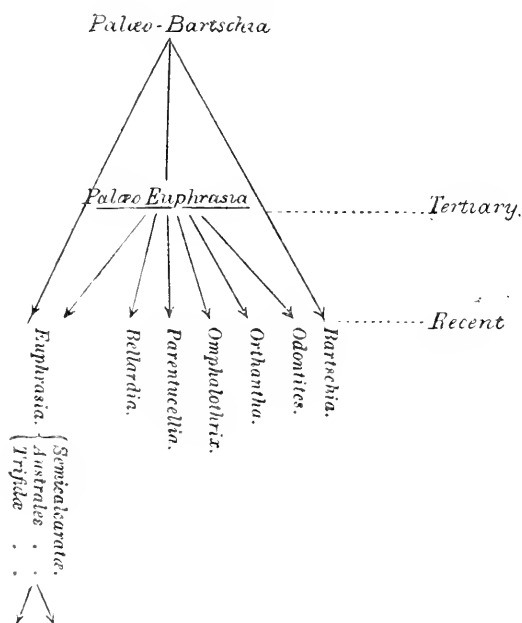 Palæo-Bartschia
Palæo Euphrasia
Tertiary.
Recent
Euphrasia.
Bellardia.
Parentucellia.
Omphalothrix.
Orthantha.
Odontites.
Bartschia.
Semicalcaratæ.
Australes . .
Trifidæ . .